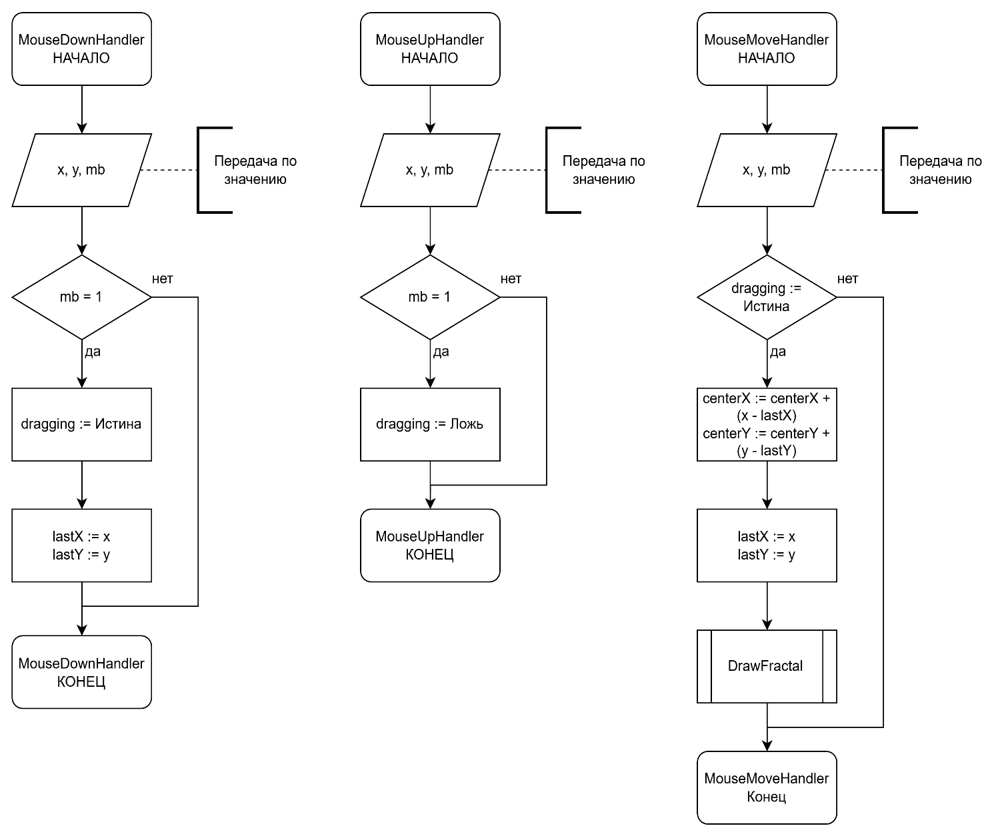 MouseDownHandler
НАЧАЛО
x, y, mb
Передача по
значению
mb = 1
нет
да
dragging := Истина
lastX := x
lastY := y
MouseDownHandler
КОНЕЦ
MouseUpHandler
НАЧАЛО
x, y, mb
Передача по
значению
mb = 1
нет
да
dragging := Ложь
MouseUpHandler
КОНЕЦ
MouseMoveHandler
НАЧАЛО
x, y, mb
Передача по
значению
dragging :=
Истина
нет
да
centerX := centerX +
(x - lastX)
centerY := centerY +
(y - lastY)
lastX := x
lastY := y
DrawFractal
MouseMoveHandler
Конец